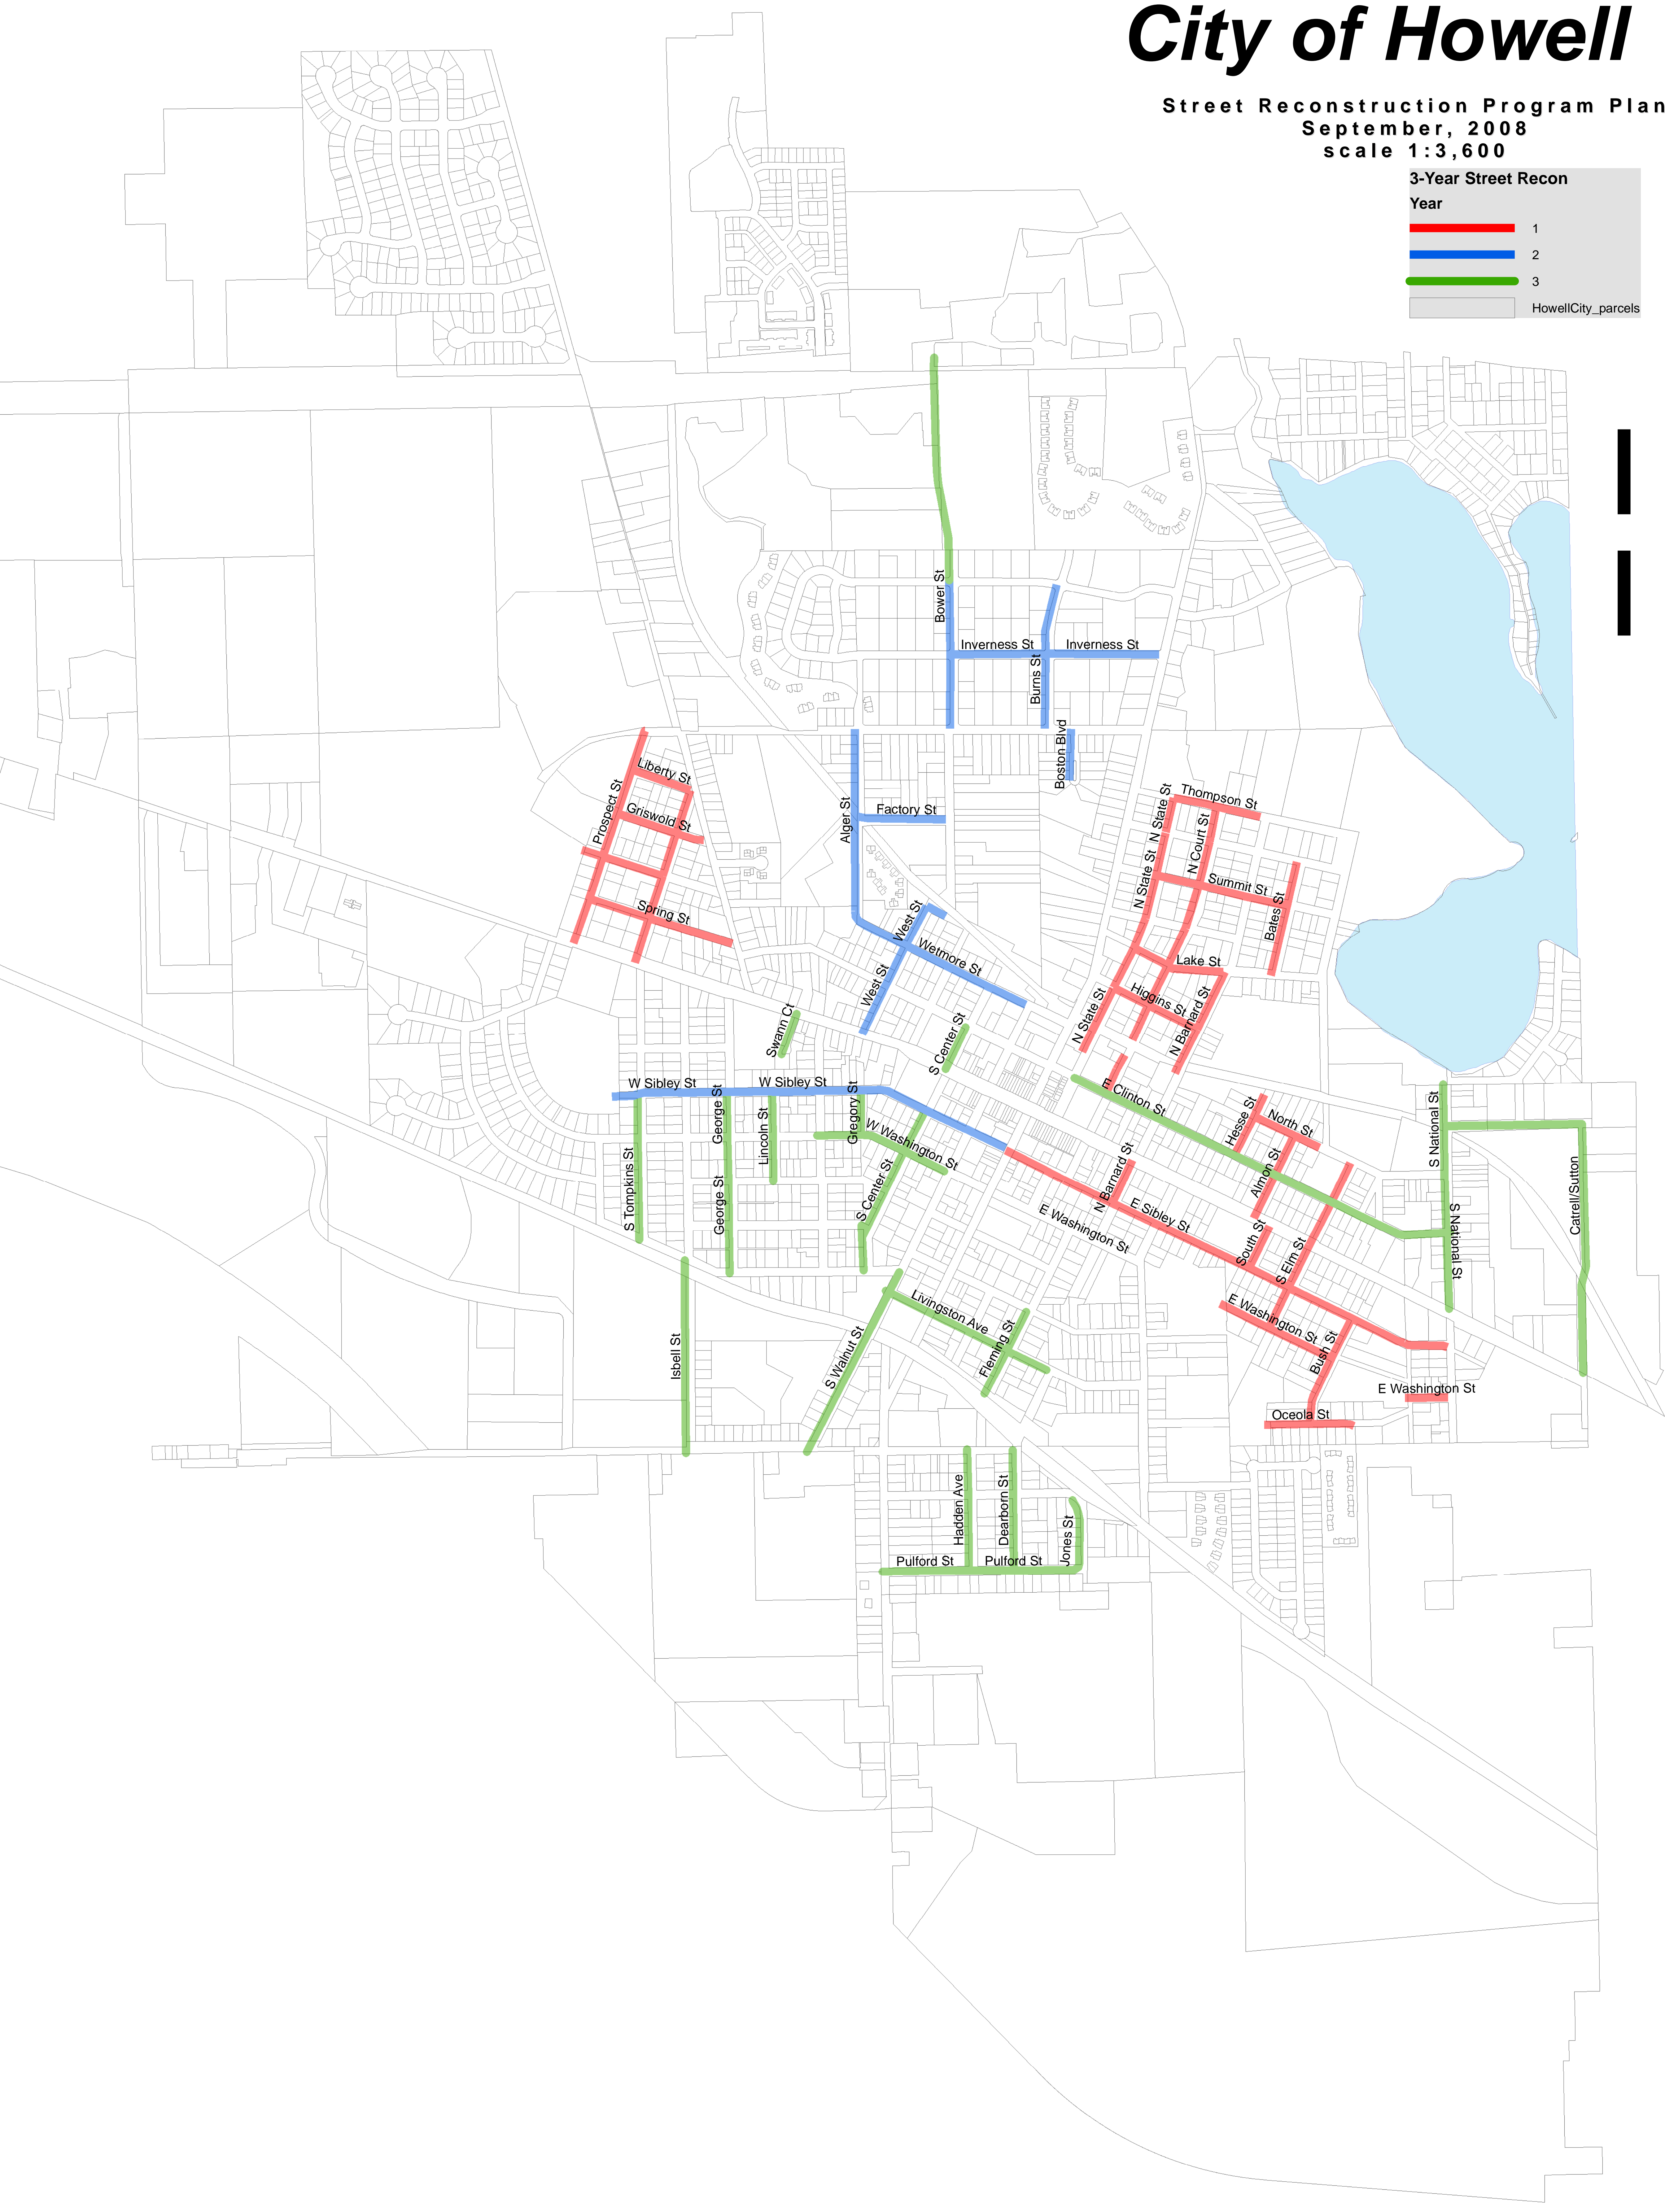 City of Howell
Street Reconstruction Program Plan
September, 2008
scale 1:3,600
3-Year Street Recon
Year
1
2
3
HowellCity_parcels
Bower St
Inverness St
Inverness St
Burns St
Boston Blvd
Liberty St
Prospect St
Griswold St
Spring St
Alger St
Factory St
West St
West St
Wetmore St
N State St
Thompson St
N Court St
N State St
Summit St
Bates St
Lake St
Higgins St
N State St
N Barnard St
Swann Ct
S Center St
W Sibley St
W Sibley St
George St
Lincoln St
Gregory St
W Washington St
E Clinton St
Hesse St
North St
S National St
S Tompkins St
George St
S Center St
N Barnard St
Almon St
E Sibley St
E Washington St
South St
S Elm St
S National St
Catrell/Sutton
Isbell St
S Walnut St
Livingston Ave
Fleming St
E Washington St
Bush St
E Washington St
Oceola St
Hadden Ave
Dearborn St
Jones St
Pulford St
Pulford St